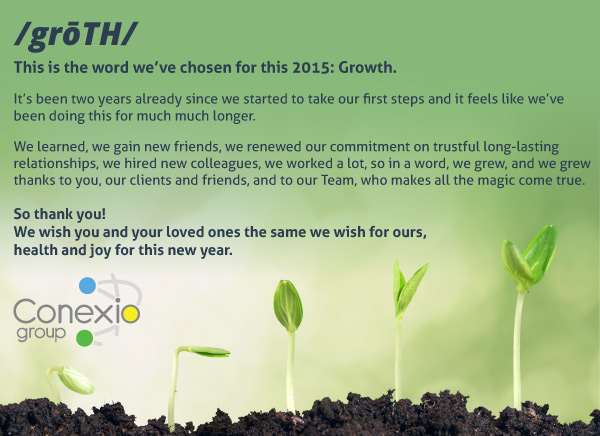 /grōTH/
This is the word we've chosen for this 2015: Growth.
It's been two years already since we started to take our first steps and it feels like we've
been doing this for much much longer.
We learned, we gain new friends, we renewed our commitment on trustful long-lasting
relationships, we hired new colleagues, we worked a lot, so in a word, we grew, and we grew
thanks to you, our clients and friends, and to our Team, who makes all the magic come true.
So thank you!
We wish you and your loved ones the same we wish for ours,
health and joy for this new year.
Conexio
group